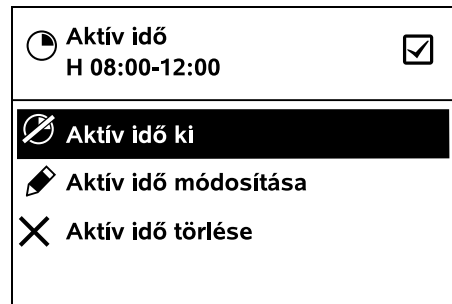 Aktív idő
H 08:00-12:00
Aktív idő ki
Aktív idő módosítása
Aktív idő törlése